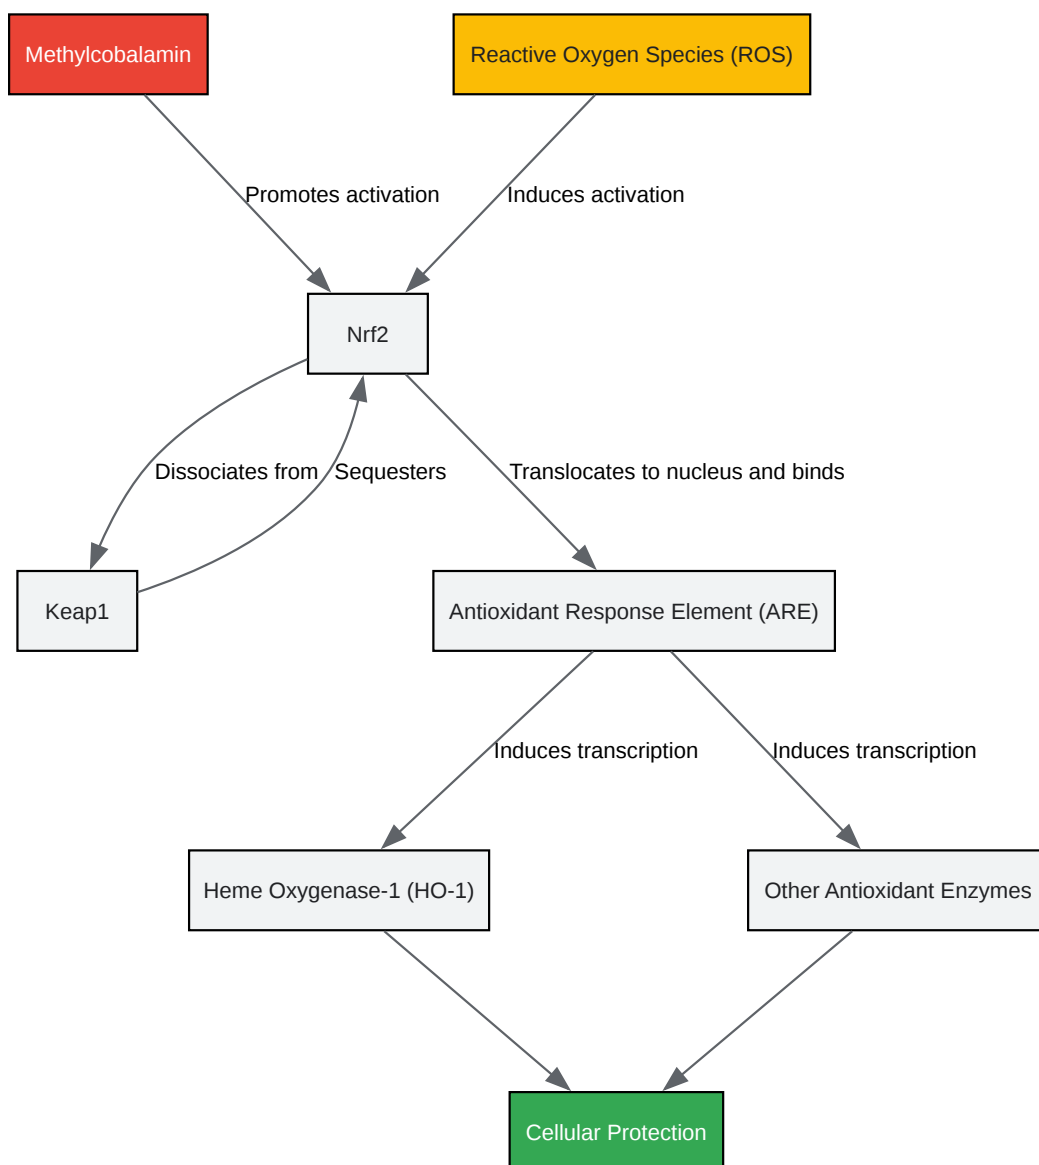 Methylcobalamin
Reactive Oxygen Species (ROS)
Promotes activation
Induces activation
Nrf2
Dissociates from
Sequesters
Translocates to nucleus and binds
Keap1
Antioxidant Response Element (ARE)
Induces transcription
Induces transcription
Heme Oxygenase-1 (HO-1)
Other Antioxidant Enzymes
Cellular Protection